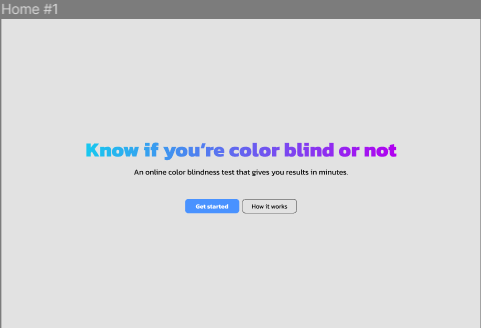 Home #1
Know if you're color blind or not
An online color blindness test that gives you results in minutes.
Get started
How it works